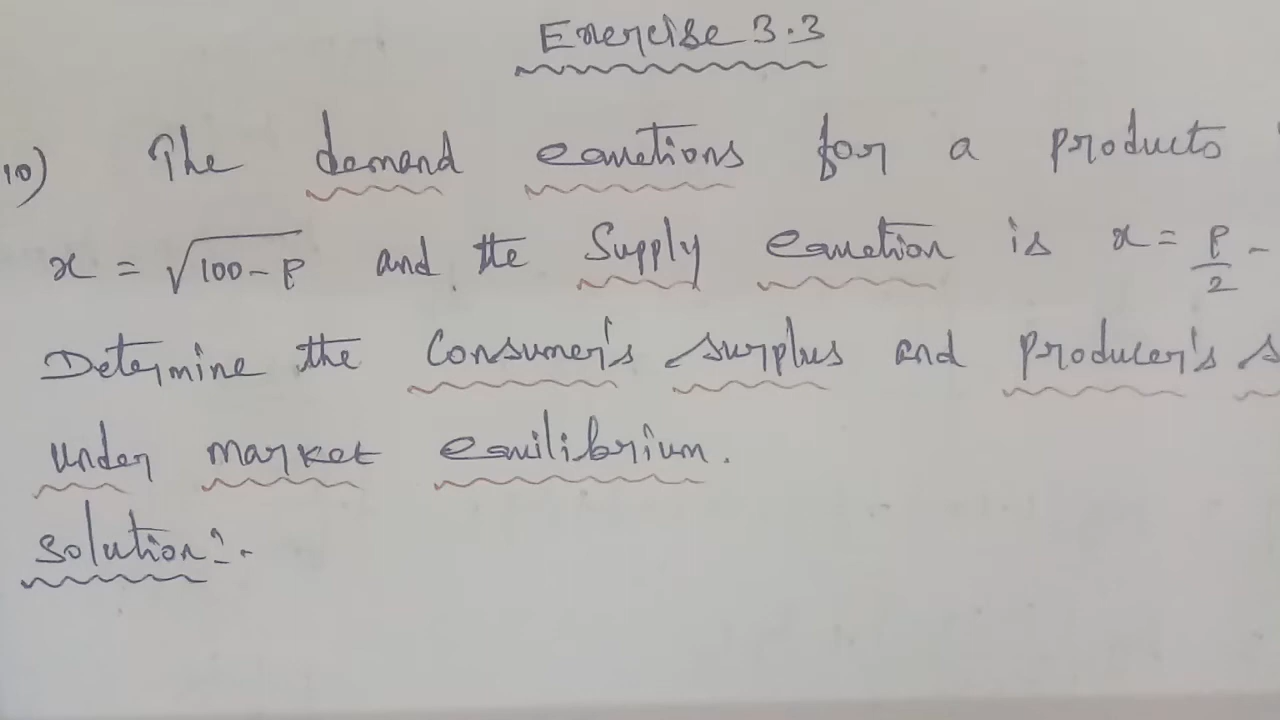 Exercise 3.3
10) The demand equations for a products
x = √100-P and the Supply equation is x = P/2 -
Determine the Consumer's surplus and producer's s
under market equilibrium.
Solution:-